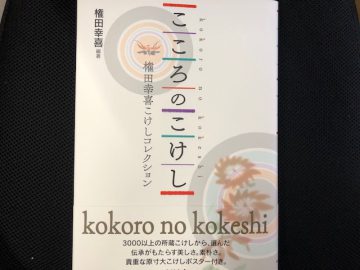 こころのこけし
kokoro no kokeshi
権田幸喜こけしコレクション
権田幸喜 編著
kokoro no kokeshi
3000以上の所蔵こけしから、選んだ
伝承がもたらす美しさ。素朴さ。
貴重な原寸大こけしポスター付き。